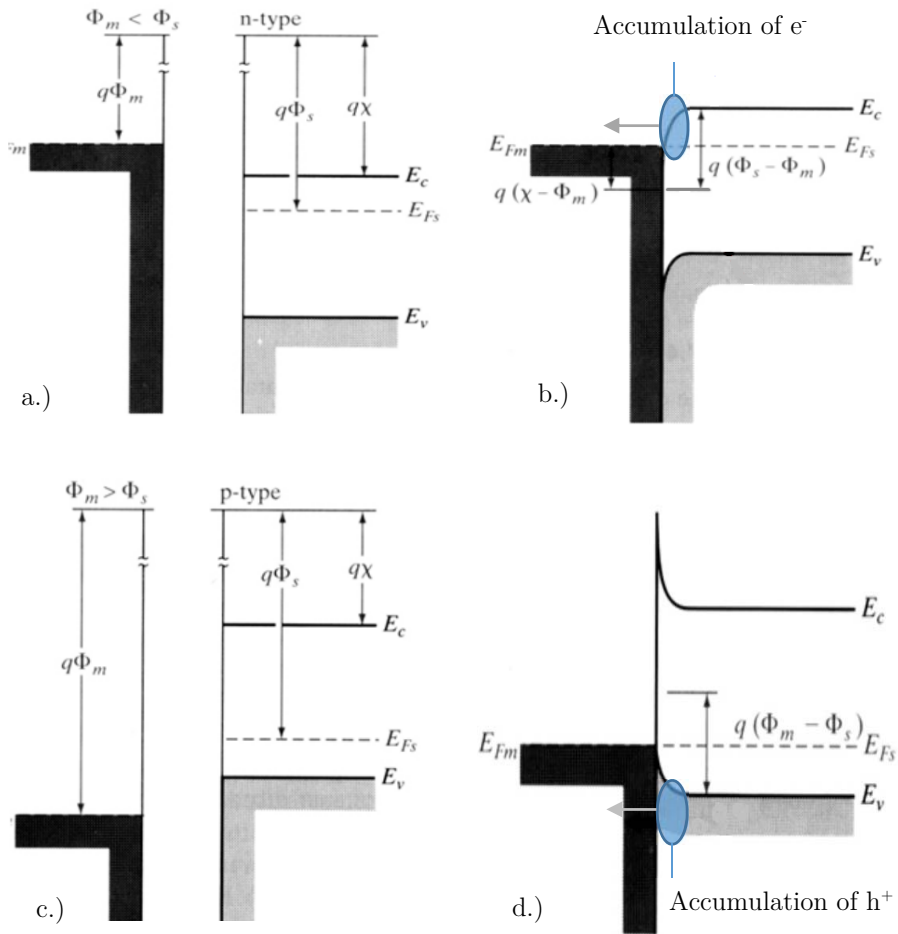 Φm < Φs
n-type
qΦm
qΦs
qχ
Fm
Ec
EFs
Ev
a.)
Accumulation of e-
Ec
EFm
EFs
q (Φs – Φm)
q (χ – Φm)
Ev
b.)
Φm > Φs
p-type
qΦs
qχ
Ec
qΦm
EFs
Ev
c.)
Ec
q (Φm – Φs)
EFm
EFs
Ev
Accumulation of h+
d.)